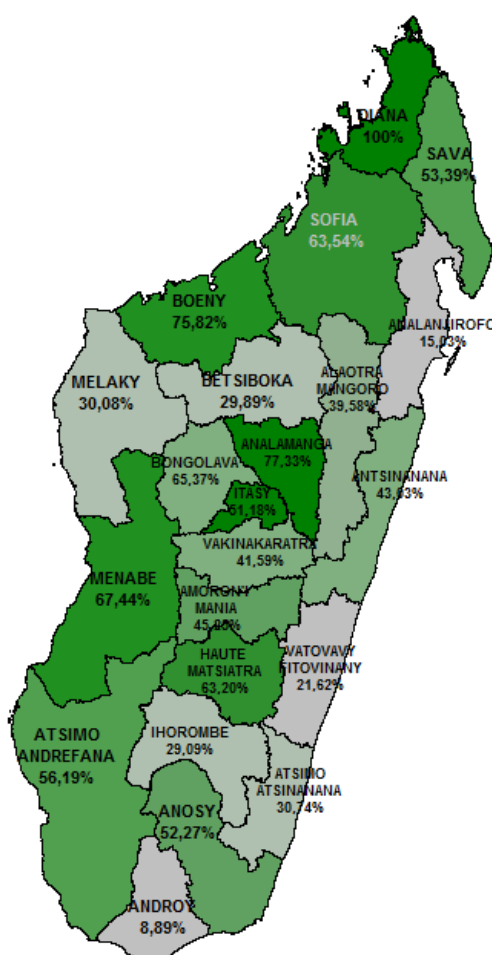 DIANA
100%
SAVA
53,39%
SOFIA
63,54%
BOENY
75,82%
ANALANJIROFO
15,03%
MELAKY
30,08%
BETSIBOKA
29,89%
ALAOTRA
MANGORO
39,58%
ANALAMANGA
77,33%
BONGOLAVA
65,37%
ITASY
51,18%
ANTSINANANA
43,63%
VAKINAKARATRA
41,59%
MENABE
67,44%
AMORON'I
MANIA
HAUTE
MATSIATRA
63,20%
VATOVAVY
FITOVINANY
21,62%
ATSIMO
ANDREFANA
56,19%
IHOROMBE
29,09%
ATSIMO
ATSINANANA
30,74%
ANOSY
52,27%
ANDROY
8,89%